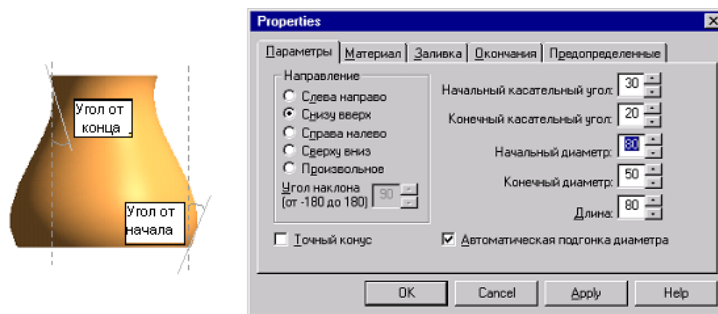 Угол от
конца
Угол от
начала
Properties
Параметры Материал Заливка Окончания Предопределенные
Направление
Слева направо
Снизу вверх
Справа налево
Сверху вниз
Произвольное
Угол наклона
(от -180 до 180) 90
Начальный касательный угол: 30
Конечный касательный угол: 20
Начальный диаметр: 80
Конечный диаметр: 50
Длина: 80
Точный конус
Автоматическая подгонка диаметра
OK Cancel Apply Help